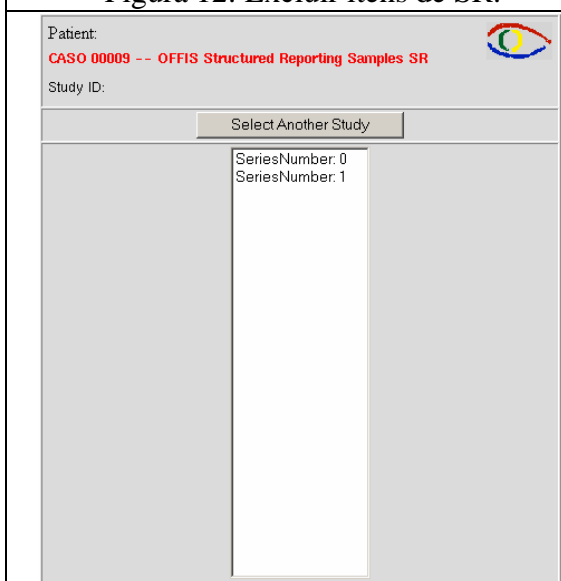 Figura 12. Excluir itens de SR.
Patient:
CASO 00009 -- OFFIS Structured Reporting Samples SR
Study ID:
Select Another Study
SeriesNumber: 0
SeriesNumber: 1